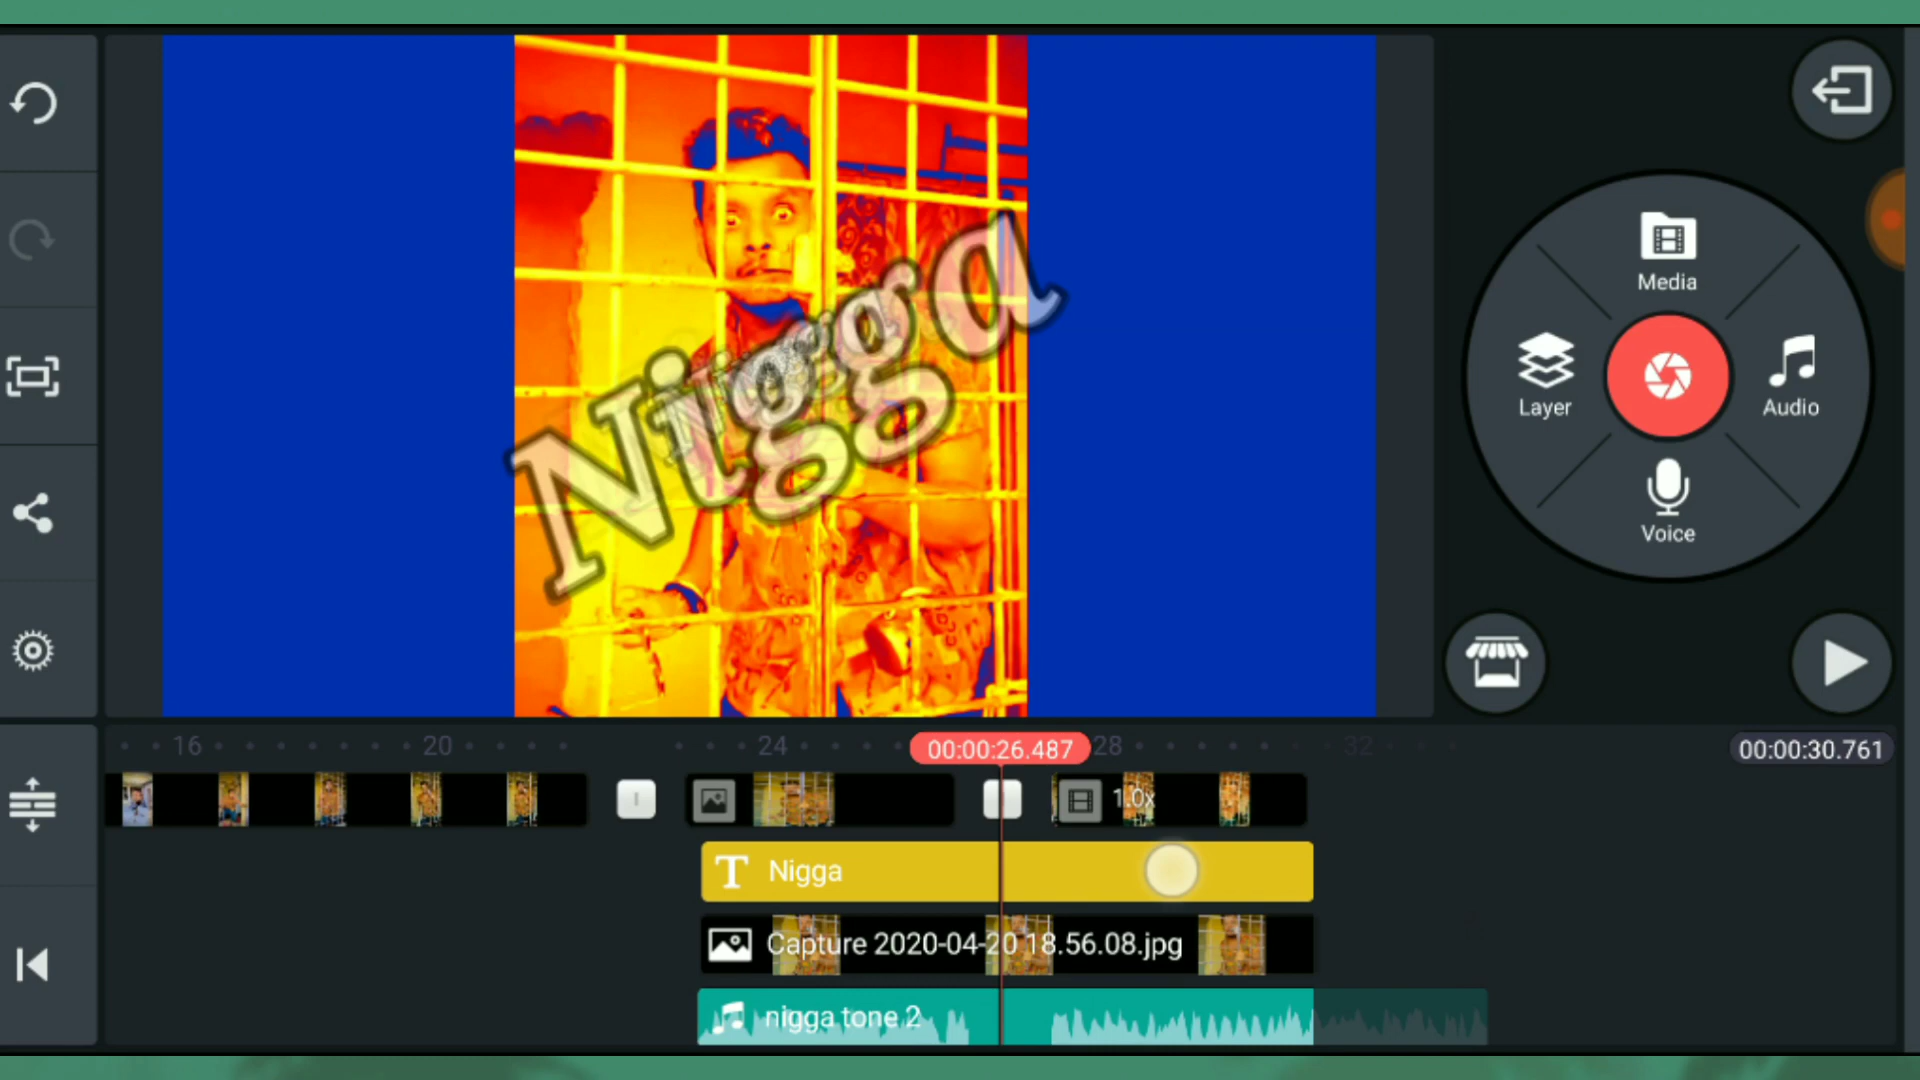 Nigga
Media
Layer
Audio
Voice
16
20
24
00:00:26.487
28
32
00:00:30.761
1.0x
T Nigga
Capture 2020-04-20 18.56.08.jpg
nigga tone 2